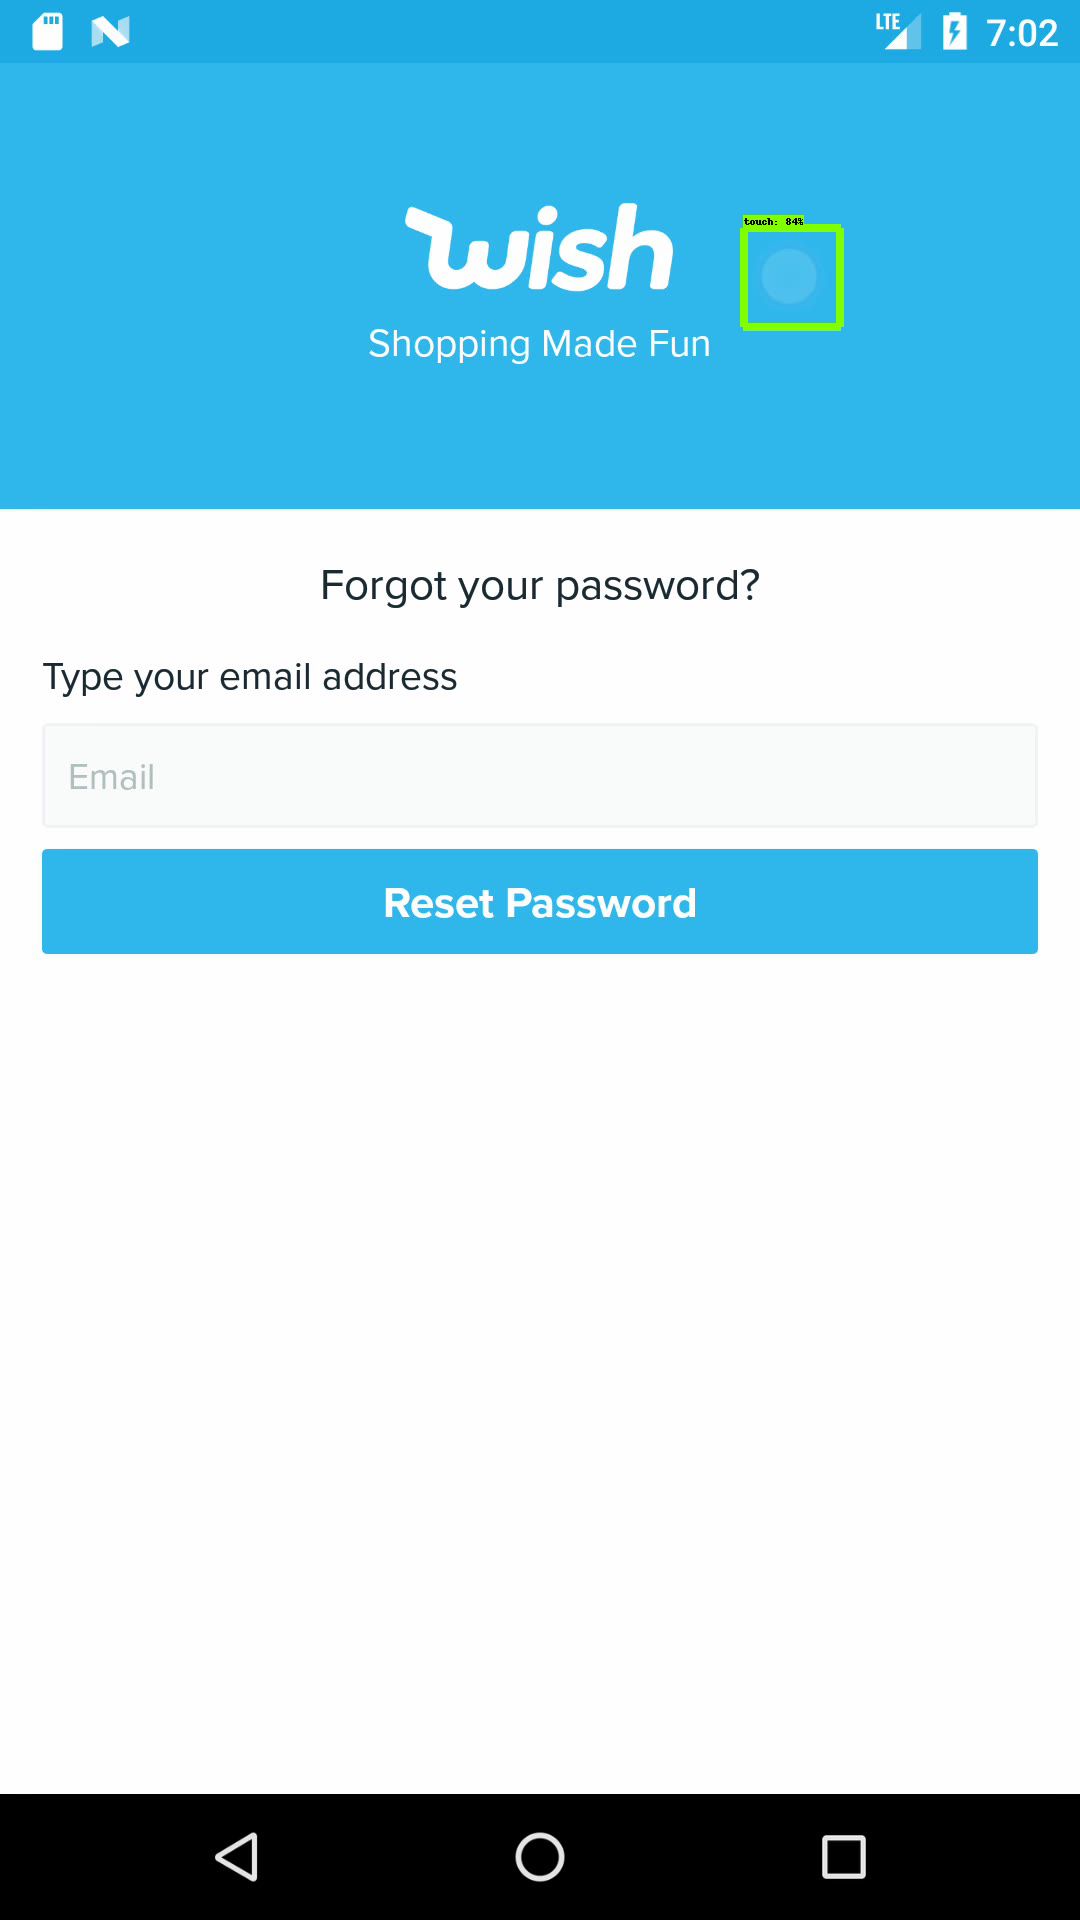 LTE 7:02
touch: 84%
wish
Shopping Made Fun
Forgot your password?
Type your email address
Email
Reset Password